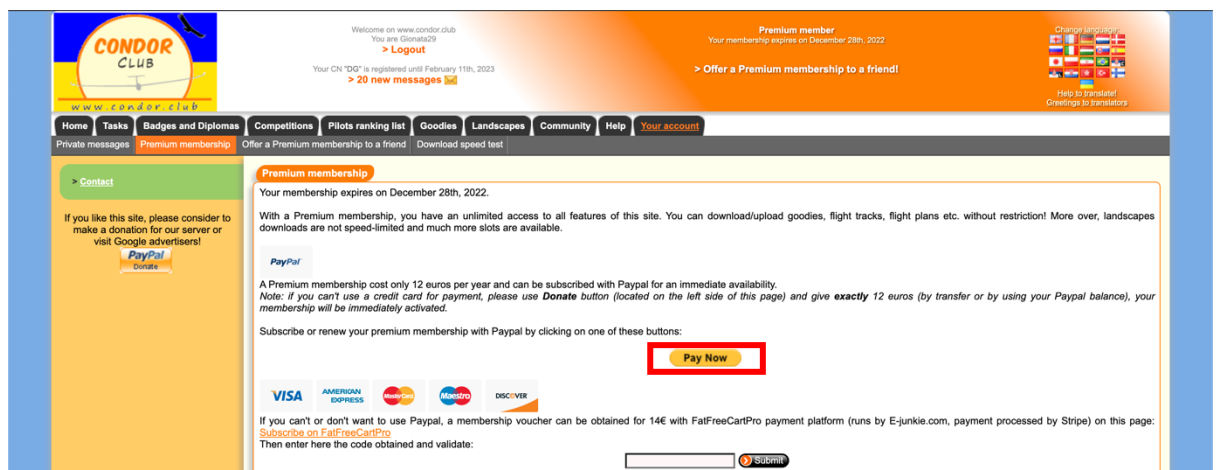 CONDOR
CLUB
www.condor.club
Welcome on www.condor.club
You are Gionata29
> Logout
Your CN "DG" is registered until February 11th, 2023
> 20 new messages
Premium member
Your membership expires on December 28th, 2022
> Offer a Premium membership to a friend!
Change language:
Help to translate!
Greetings to translators
Home Tasks Badges and Diplomas Competitions Pilots ranking list Goodies Landscapes Community Help Your account
Private messages Premium membership Offer a Premium membership to a friend Download speed test
> Contact
If you like this site, please consider to
make a donation for our server or
visit Google advertisers!
PayPal
Donate
Premium membership
Your membership expires on December 28th, 2022.
With a Premium membership, you have an unlimited access to all features of this site. You can download/upload goodies, flight tracks, flight plans etc. without restriction! More over, landscapes
downloads are not speed-limited and much more slots are available.
PayPal
A Premium membership cost only 12 euros per year and can be subscribed with Paypal for an immediate availability.
Note: if you can't use a credit card for payment, please use Donate button (located on the left side of this page) and give exactly 12 euros (by transfer or by using your Paypal balance), your
membership will be immediately activated.
Subscribe or renew your premium membership with Paypal by clicking on one of these buttons:
Pay Now
VISA AMERICAN EXPRESS MasterCard Maestro DISCOVER
If you can't or don't want to use Paypal, a membership voucher can be obtained for 14€ with FatFreeCartPro payment platform (runs by E-junkie.com, payment processed by Stripe) on this page:
Subscribe on FatFreeCartPro
Then enter here the code obtained and validate:
Submit